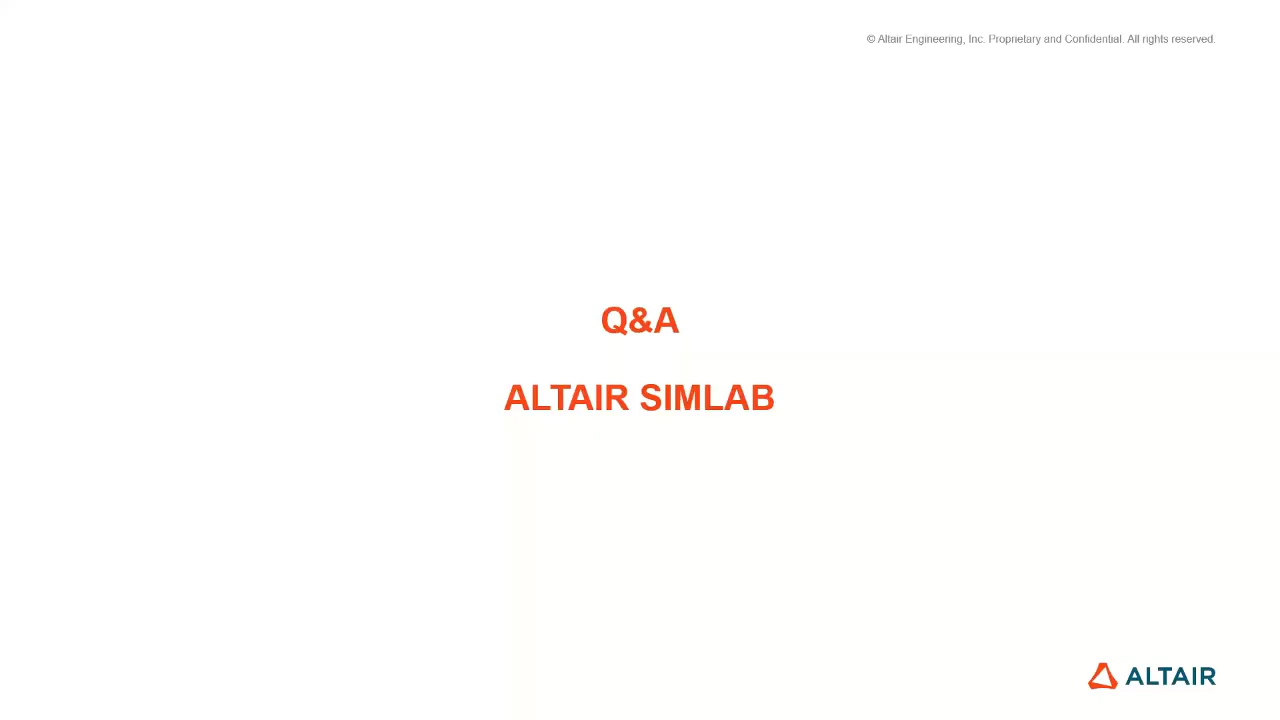 © Altair Engineering, Inc. Proprietary and Confidential. All rights reserved.
Q&A
ALTAIR SIMLAB
ALTAIR